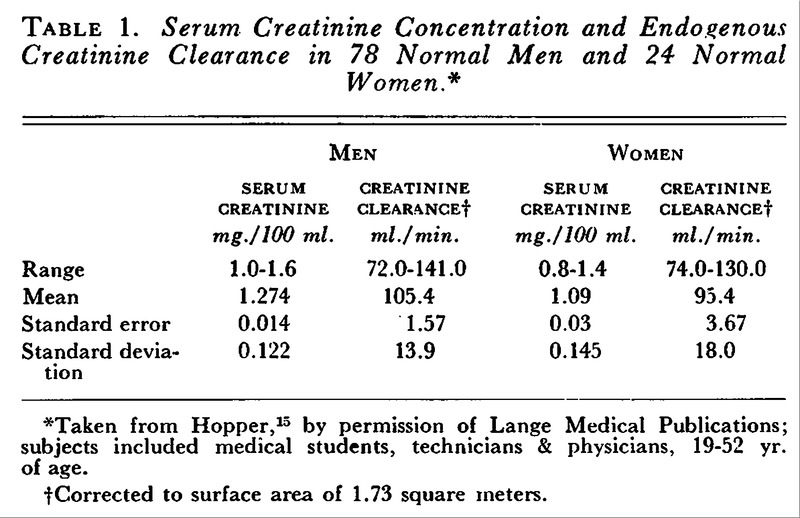 TABLE 1. Serum Creatinine Concentration and Endogenous
Creatinine Clearance in 78 Normal Men and 24 Normal
Women.*
MEN WOMEN
SERUM CREATININE SERUM CREATININE
CREATININE CLEARANCE† CREATININE CLEARANCE†
mg./100 ml. ml./min. mg./100 ml. ml./min.
Range 1.0-1.6 72.0-141.0 0.8-1.4 74.0-130.0
Mean 1.274 105.4 1.09 95.4
Standard error 0.014 1.57 0.03 3.67
Standard devia- 0.122 13.9 0.145 18.0
tion
*Taken from Hopper,¹⁵ by permission of Lange Medical Publications;
subjects included medical students, technicians & physicians, 19-52 yr.
of age.
†Corrected to surface area of 1.73 square meters.